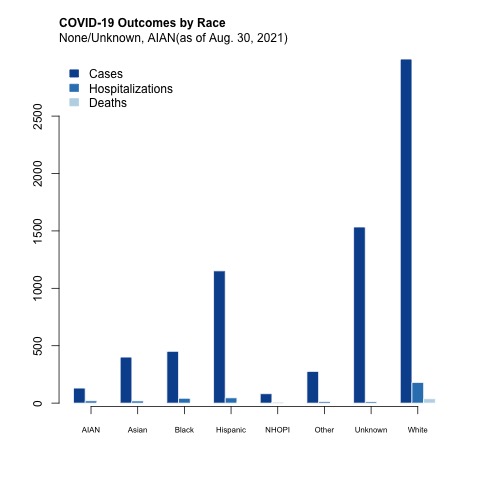 COVID-19 Outcomes by Race
None/Unknown, AIAN(as of Aug. 30, 2021)
Cases
Hospitalizations
Deaths
2500
2000
1500
1000
500
0
AIAN Asian Black Hispanic NHOPI Other Unknown White